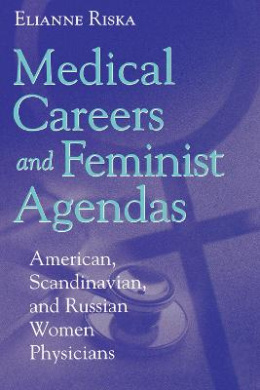 ELIANNE RISKA
Medical
Careers
and Feminist
Agendas
American,
Scandinavian,
and Russian
Women
Physicians